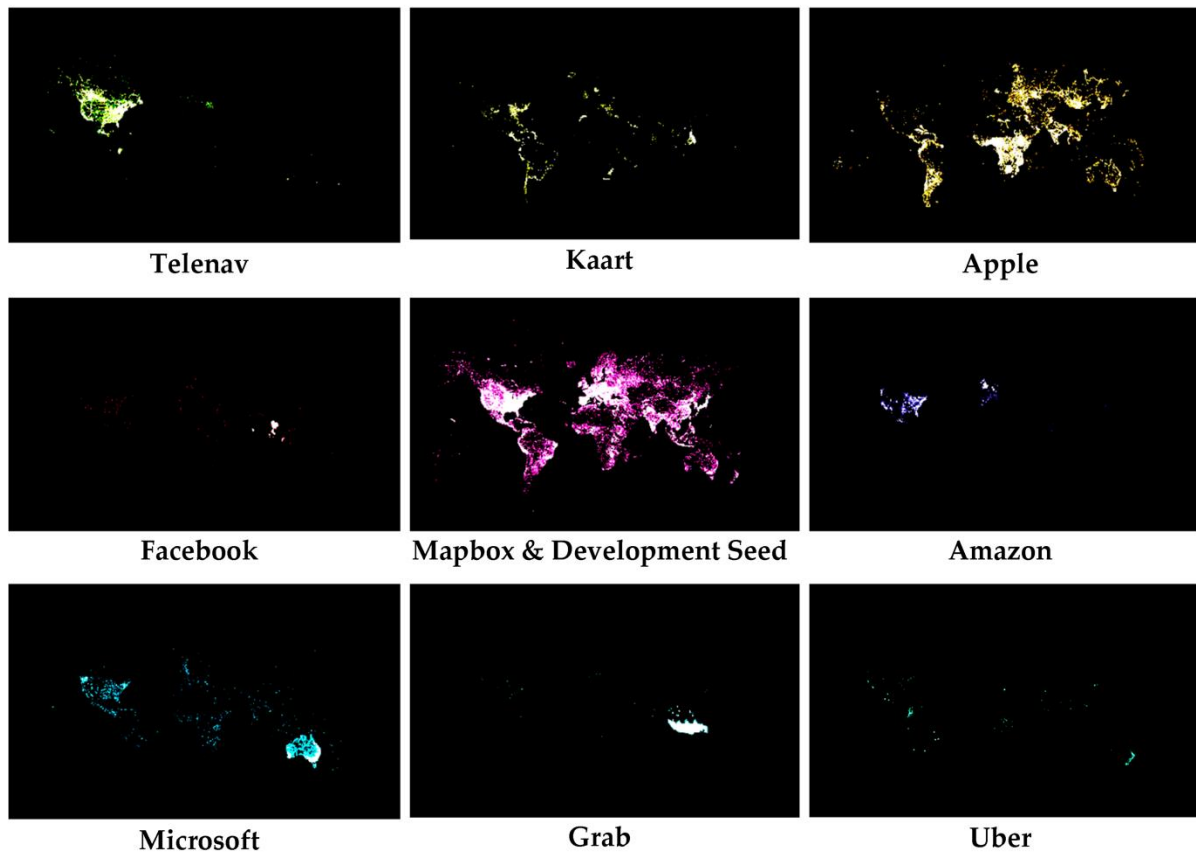 Telenav
Kaart
Apple
Facebook
Mapbox & Development Seed
Amazon
Microsoft
Grab
Uber